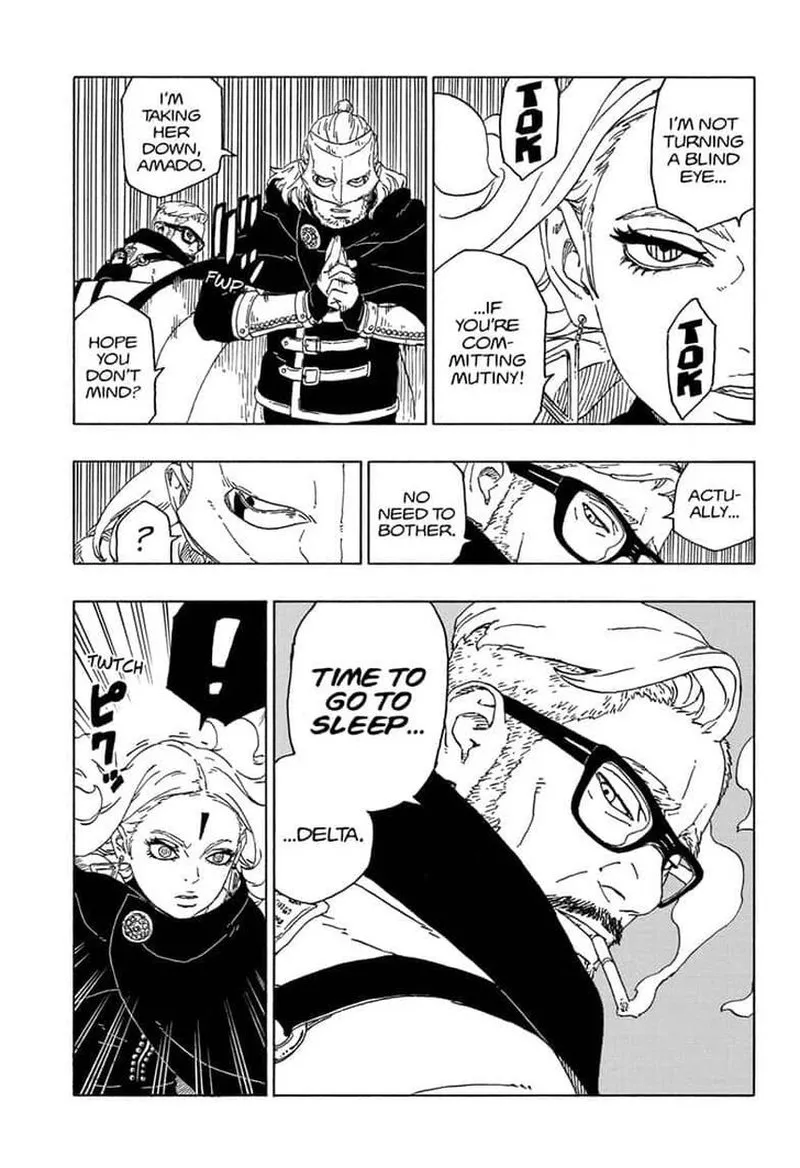 TOK
I'M NOT
TURNING
A BLIND
EYE...
...IF
YOU'RE
COM-
MITTING
MUTINY!
TOK
I'M
TAKING
HER
DOWN,
AMADO.
FWP
HOPE
YOU
DON'T
MIND?
ACTU-
ALLY...
NO
NEED TO
BOTHER.
?
TIME TO
GO TO
SLEEP...
...DELTA.
!
TWTCH
ピクッ